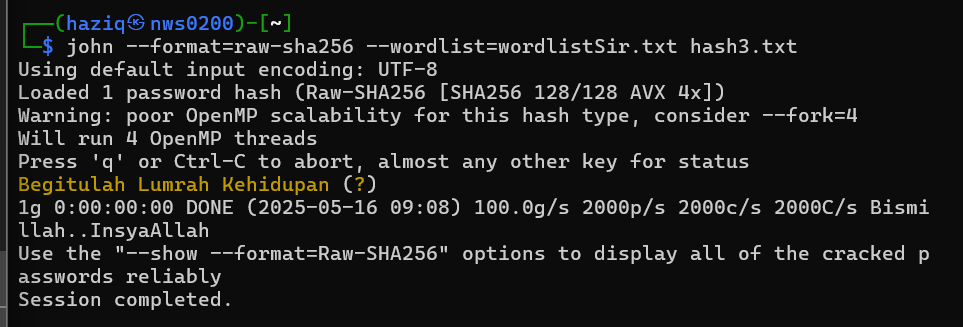 ┌──(haziq㉿nws0200)-[~]
└─$ john --format=raw-sha256 --wordlist=wordlistSir.txt hash3.txt
Using default input encoding: UTF-8
Loaded 1 password hash (Raw-SHA256 [SHA256 128/128 AVX 4x])
Warning: poor OpenMP scalability for this hash type, consider --fork=4
Will run 4 OpenMP threads
Press 'q' or Ctrl-C to abort, almost any other key for status
Begitulah Lumrah Kehidupan (?)
1g 0:00:00:00 DONE (2025-05-16 09:08) 100.0g/s 2000p/s 2000c/s 2000C/s Bismi
llah..InsyaAllah
Use the "--show --format=Raw-SHA256" options to display all of the cracked p
asswords reliably
Session completed.